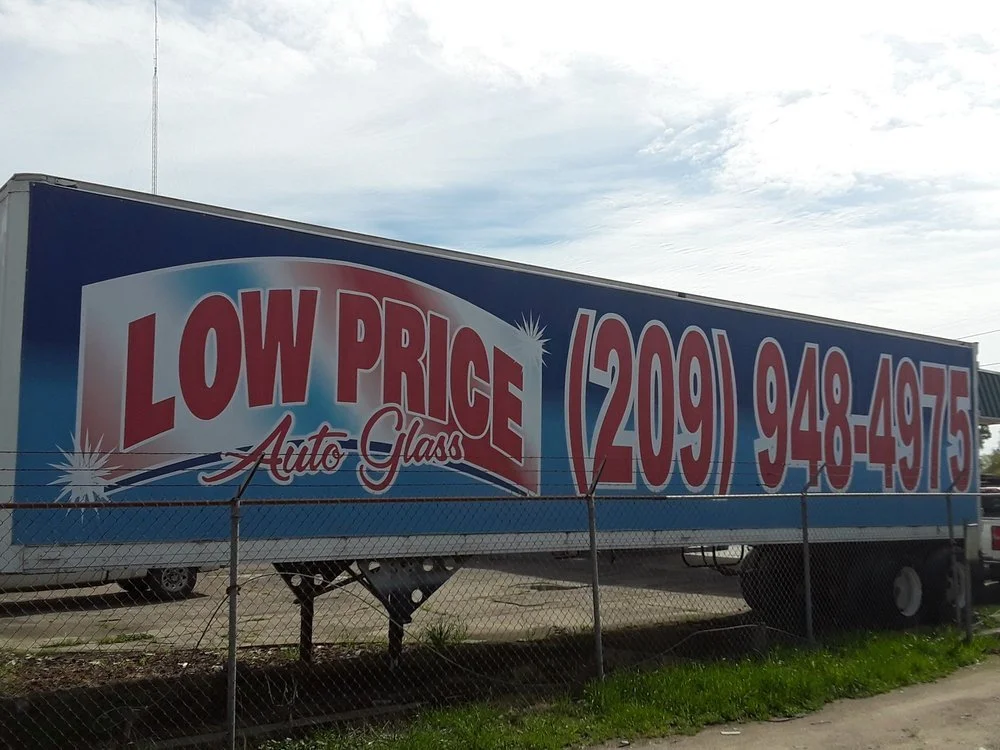 LOW PRICE
Auto Glass
(209) 948-4975